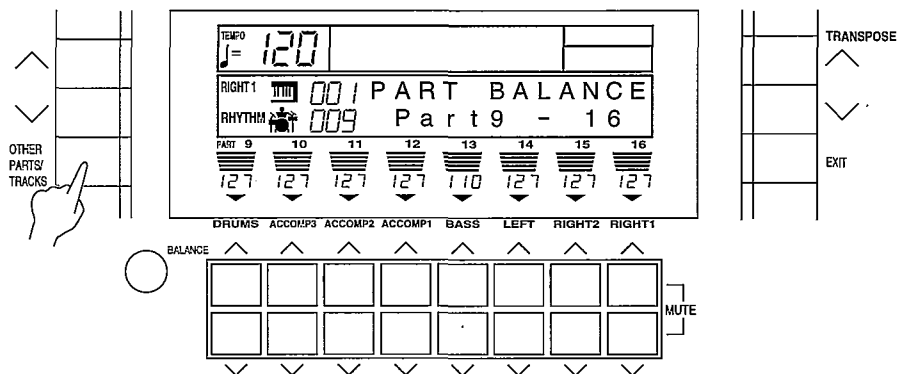 TEMPO
♩= 120
TRANSPOSE
RIGHT 1 001 PART BALANCE
RHYTHM 009 Part9 - 16
PART 9 10 11 12 13 14 15 16
127 127 127 127 110 127 127 127
OTHER
PARTS/
TRACKS
EXIT
DRUMS ACCOMP3 ACCOMP2 ACCOMP1 BASS LEFT RIGHT2 RIGHT1
BALANCE
MUTE